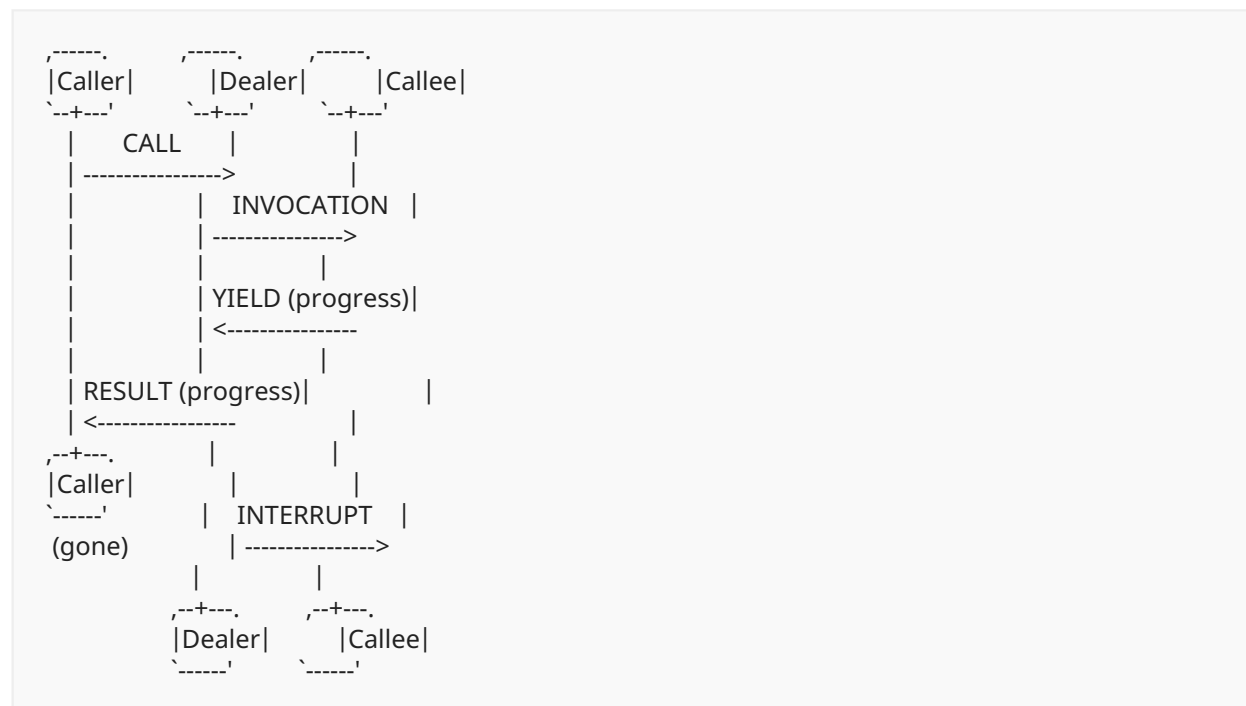 ,------.          ,------.          ,------.
|Caller|          |Dealer|          |Callee|
`--+---'          `--+---'          `--+---'
   |       CALL       |                 |
   | ----------------->                 |
   |                  |    INVOCATION   |
   |                  | ---------------->
   |                  |                 |
   |                  | YIELD (progress)|
   |                  | <----------------
   |                  |                 |
   | RESULT (progress)|                 |
   | <-----------------                 |
,--+---.              |                 |
|Caller|              |                 |
`------'              |    INTERRUPT    |
 (gone)               | ---------------->
                      |                 |
                   ,--+---.          ,--+---.
                   |Dealer|          |Callee|
                   `------'          `------'